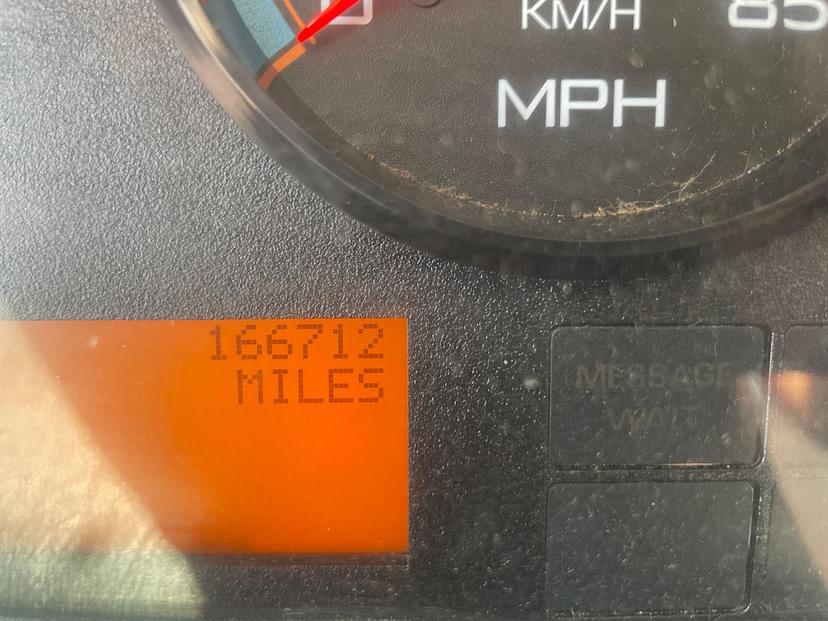 KM/H
85
MPH
166712
MILES
MESSAGE
WAIT